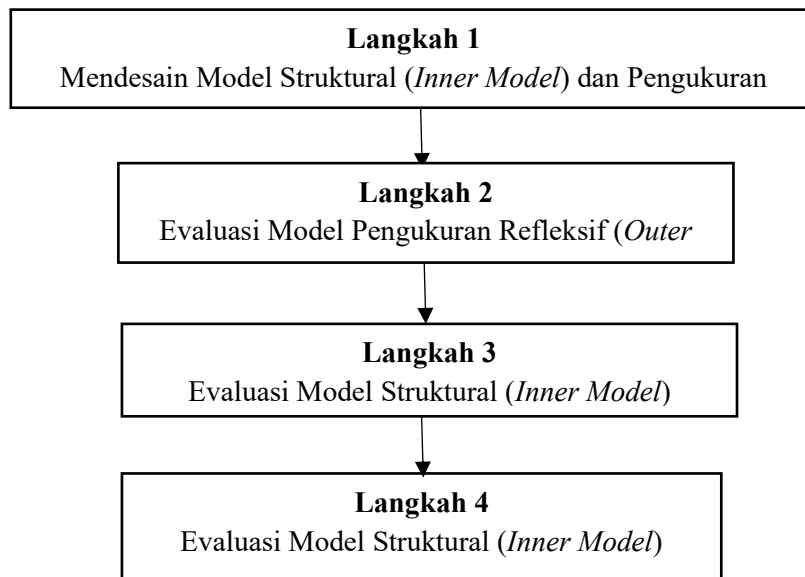 Langkah 1
Mendesain Model Struktural (Inner Model) dan Pengukuran
Langkah 2
Evaluasi Model Pengukuran Refleksif (Outer
Langkah 3
Evaluasi Model Struktural (Inner Model)
Langkah 4
Evaluasi Model Struktural (Inner Model)